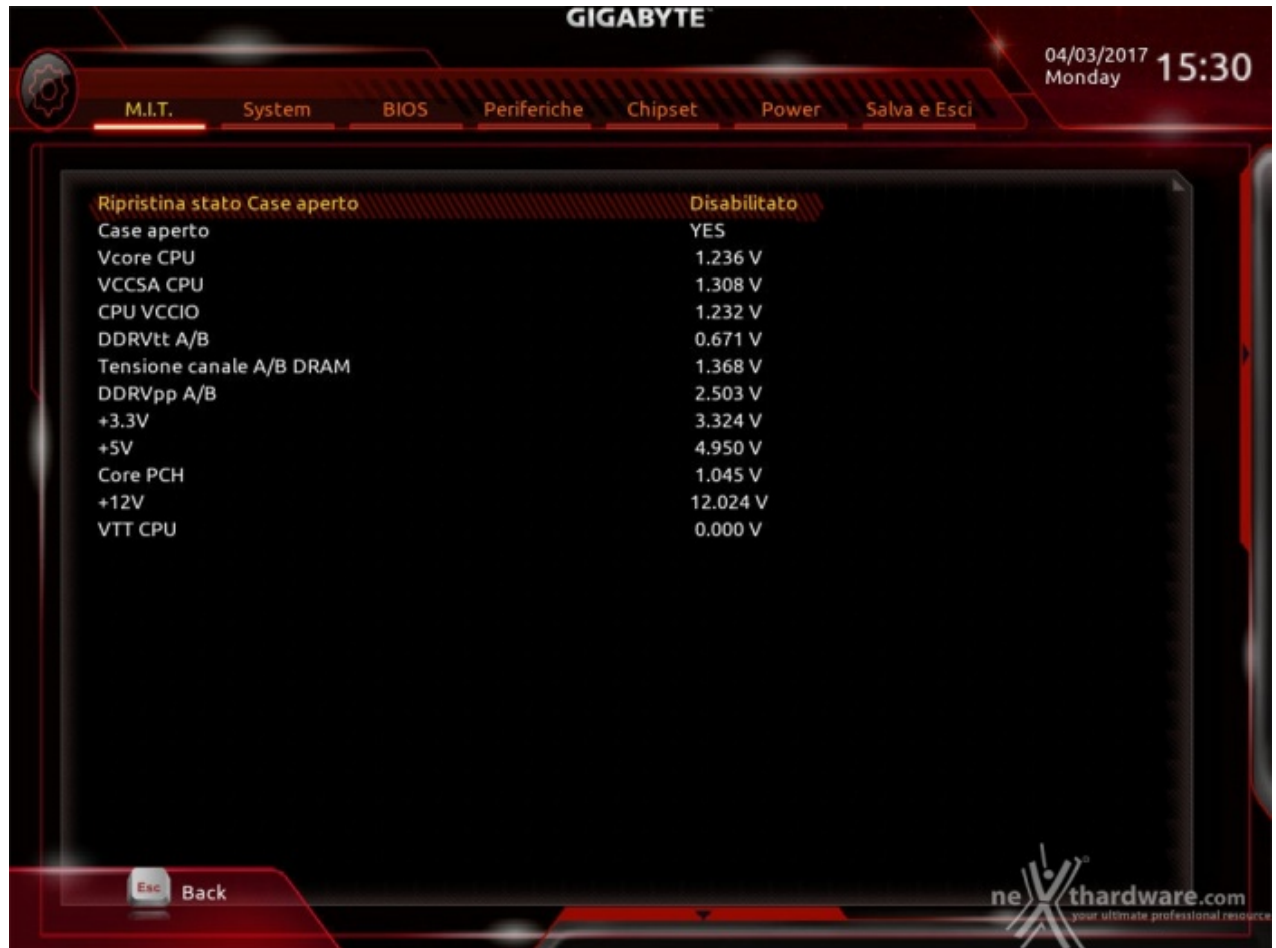 GIGABYTE
04/03/2017
Monday
15:30
M.I.T. System BIOS Periferiche Chipset Power Salva e Esci
Ripristina stato Case aperto Disabilitato
Case aperto YES
Vcore CPU 1.236 V
VCCSA CPU 1.308 V
CPU VCCIO 1.232 V
DDRVtt A/B 0.671 V
Tensione canale A/B DRAM 1.368 V
DDRVpp A/B 2.503 V
+3.3V 3.324 V
+5V 4.950 V
Core PCH 1.045 V
+12V 12.024 V
VTT CPU 0.000 V
Esc Back
nexthardware.com
your ultimate professional resource